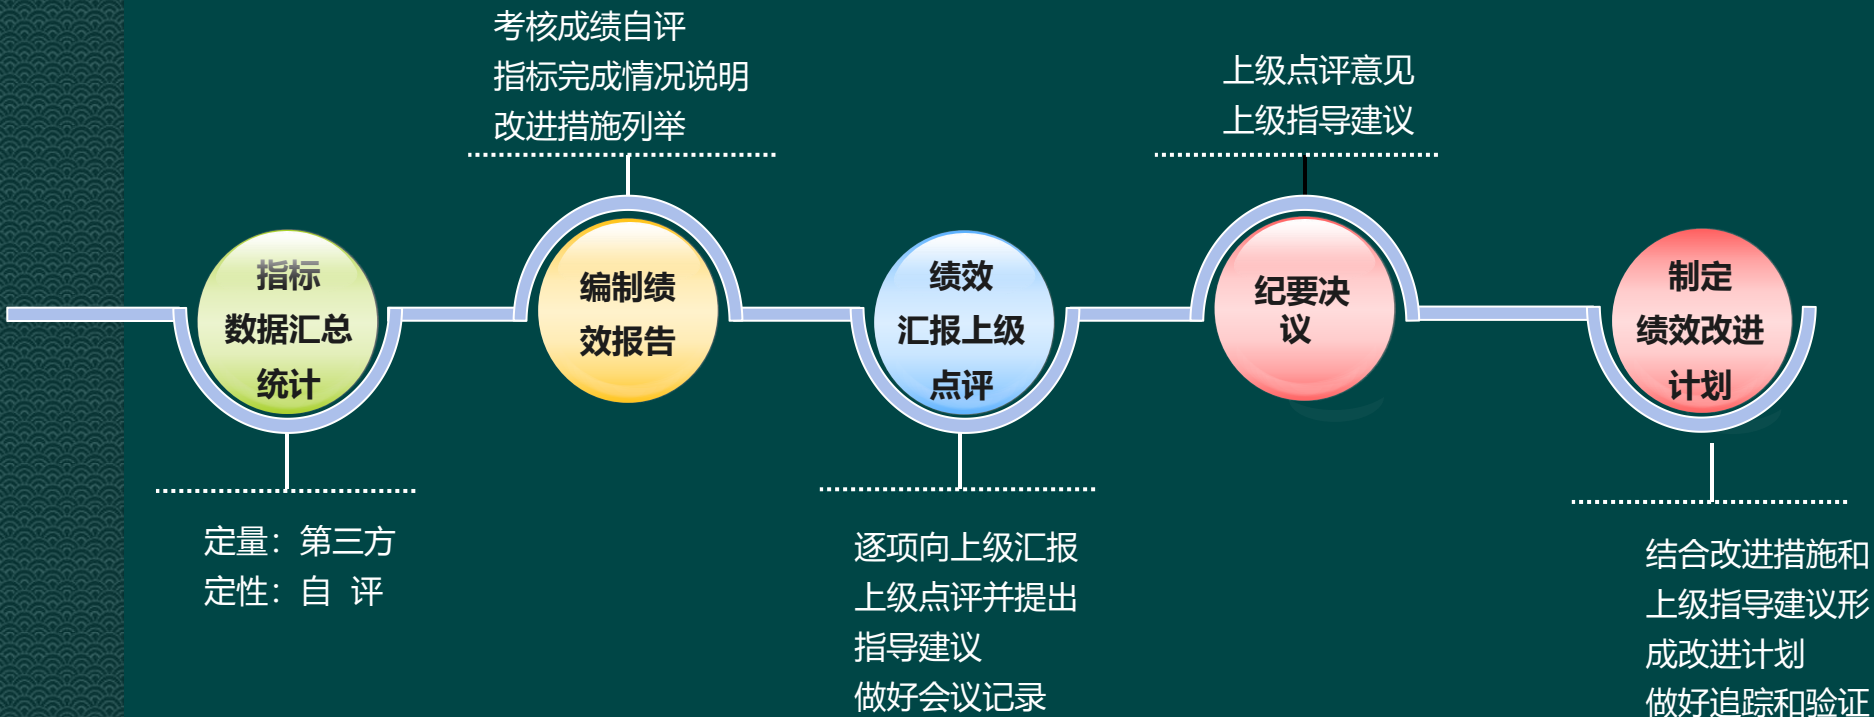 考核成绩自评
指标完成情况说明
改进措施列举
上级点评意见
上级指导建议
指标
数据汇总
统计
编制绩
效报告
绩效
汇报上级
点评
纪要决
议
制定
绩效改进
计划
定量：第三方
定性：自 评
逐项向上级汇报
上级点评并提出
指导建议
做好会议记录
结合改进措施和
上级指导建议形
成改进计划
做好追踪和验证